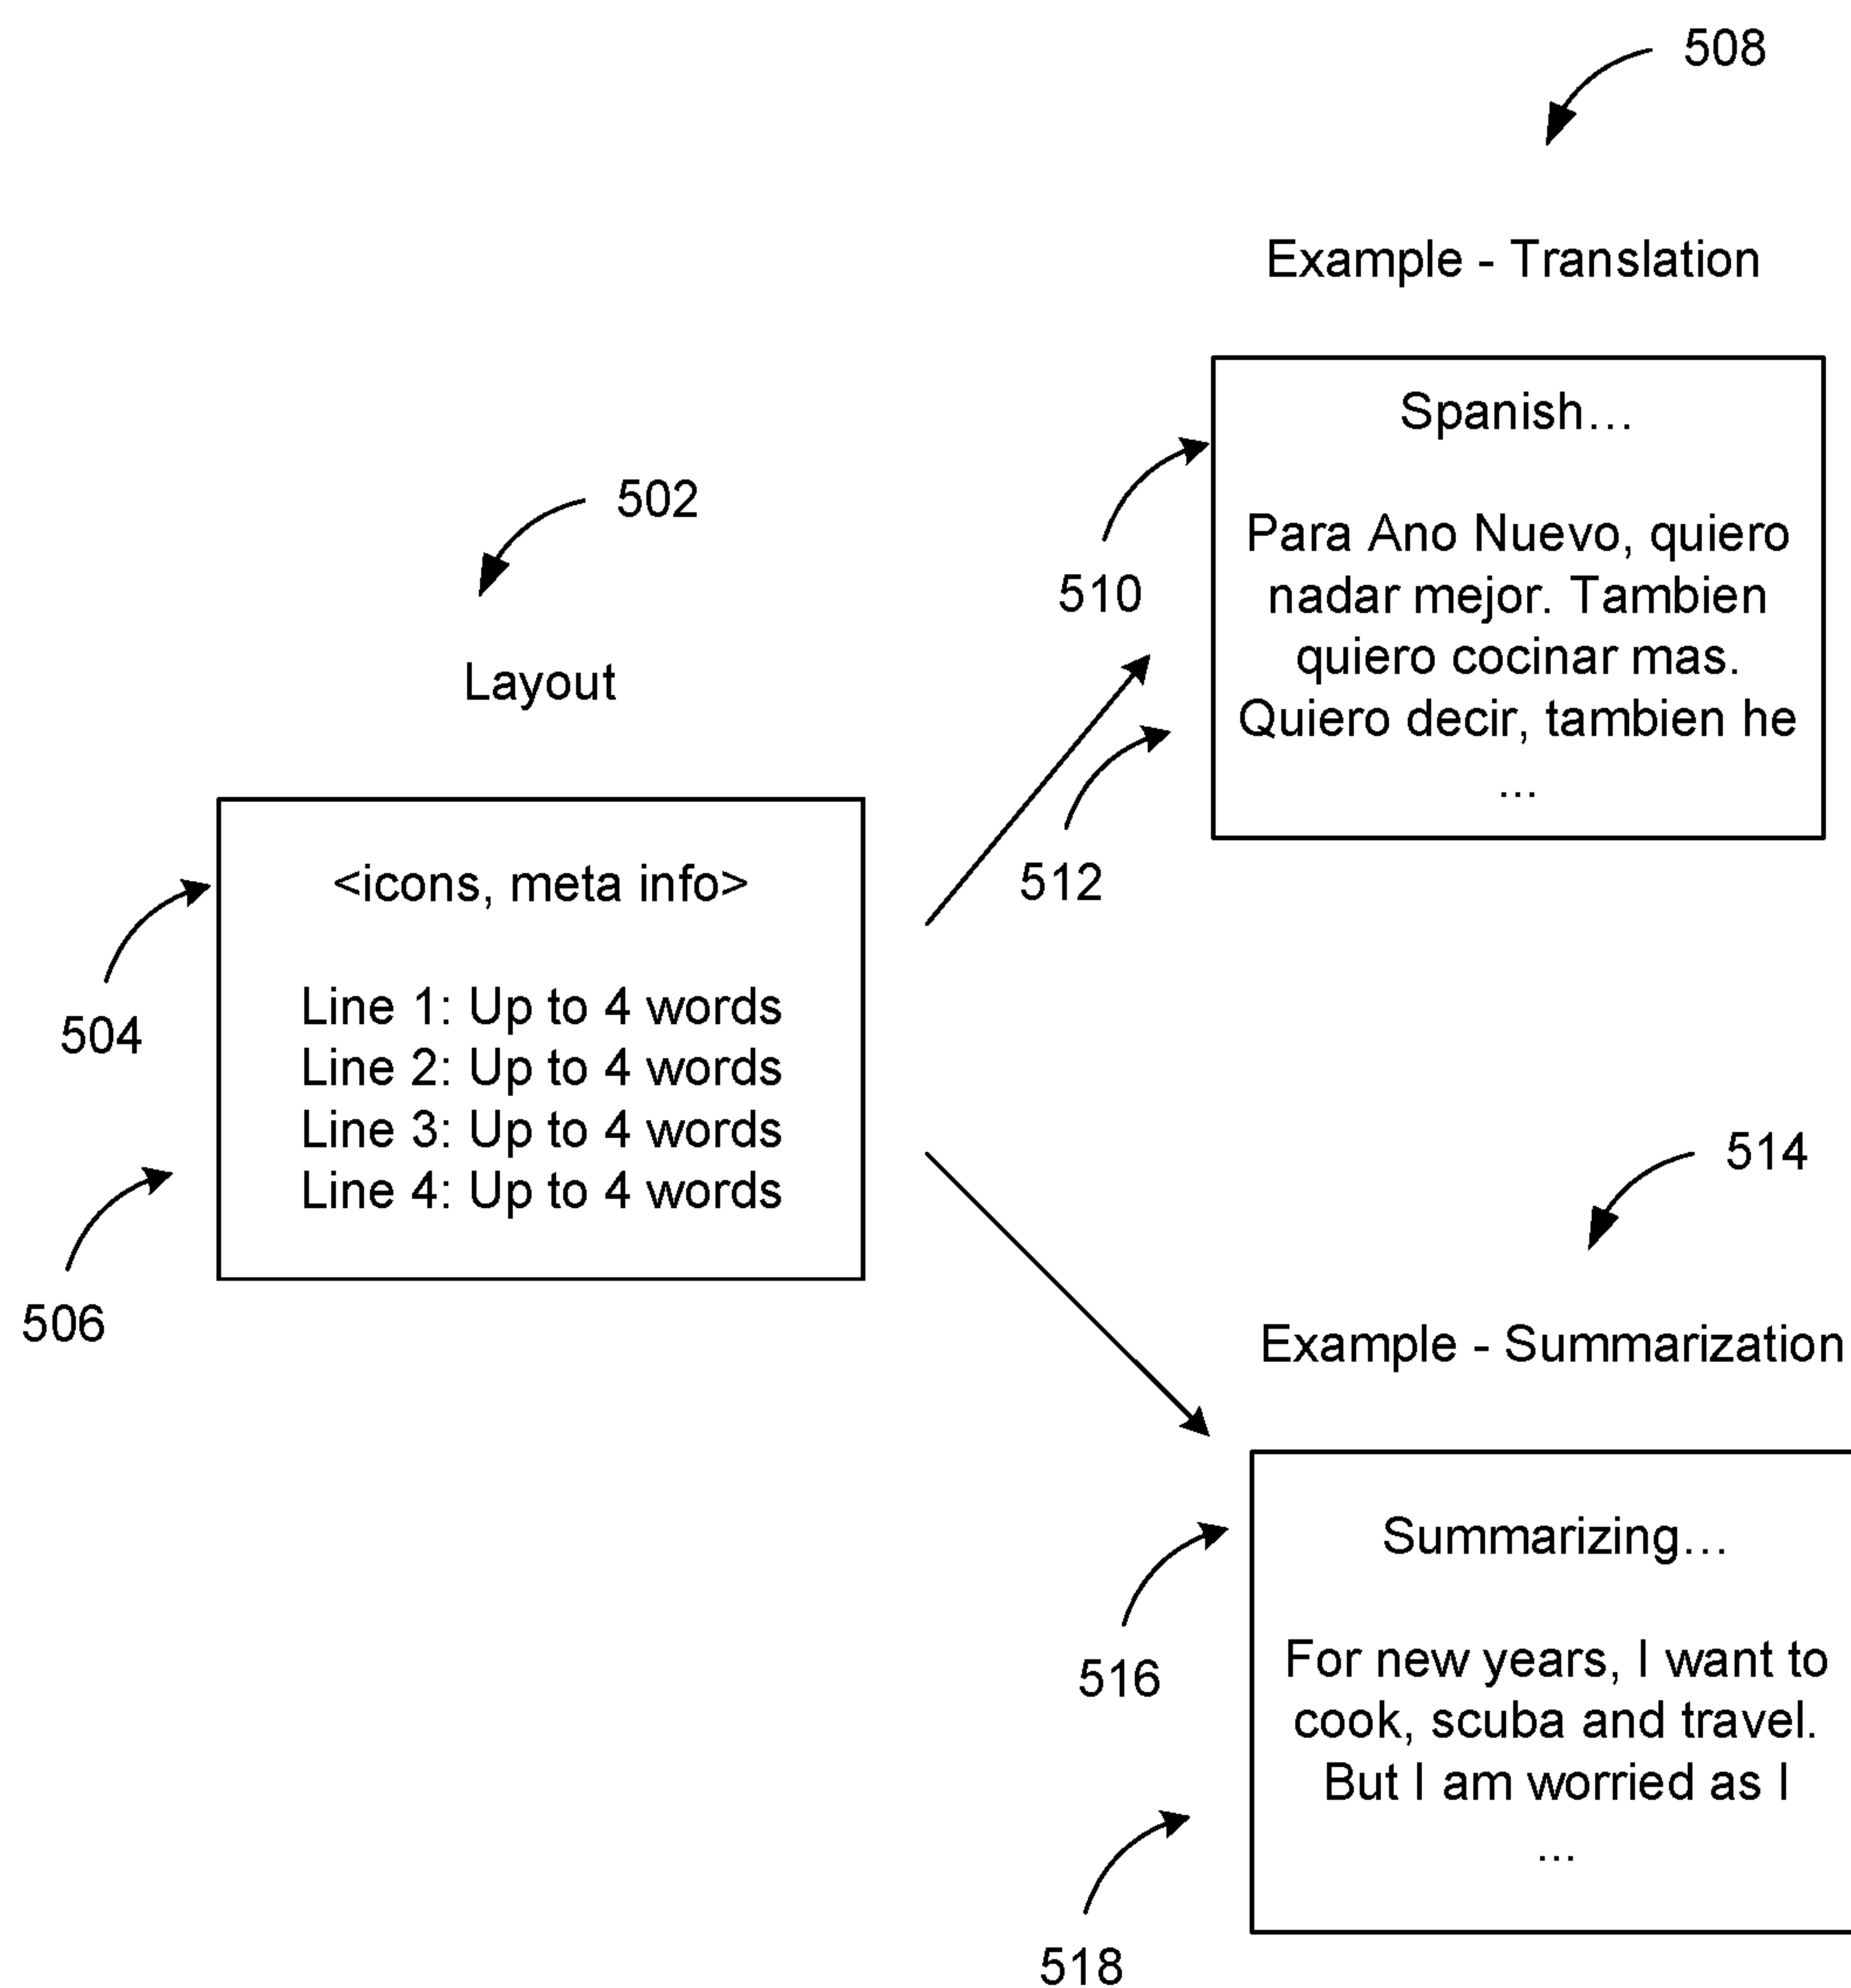 508
Example - Translation
Spanish...
Para Ano Nuevo, quiero
nadar mejor. Tambien
quiero cocinar mas.
Quiero decir, tambien he
...
510
512
502
Layout
<icons, meta info>
Line 1: Up to 4 words
Line 2: Up to 4 words
Line 3: Up to 4 words
Line 4: Up to 4 words
504
506
514
Example - Summarization
Summarizing...
For new years, I want to
cook, scuba and travel.
But I am worried as I
...
516
518